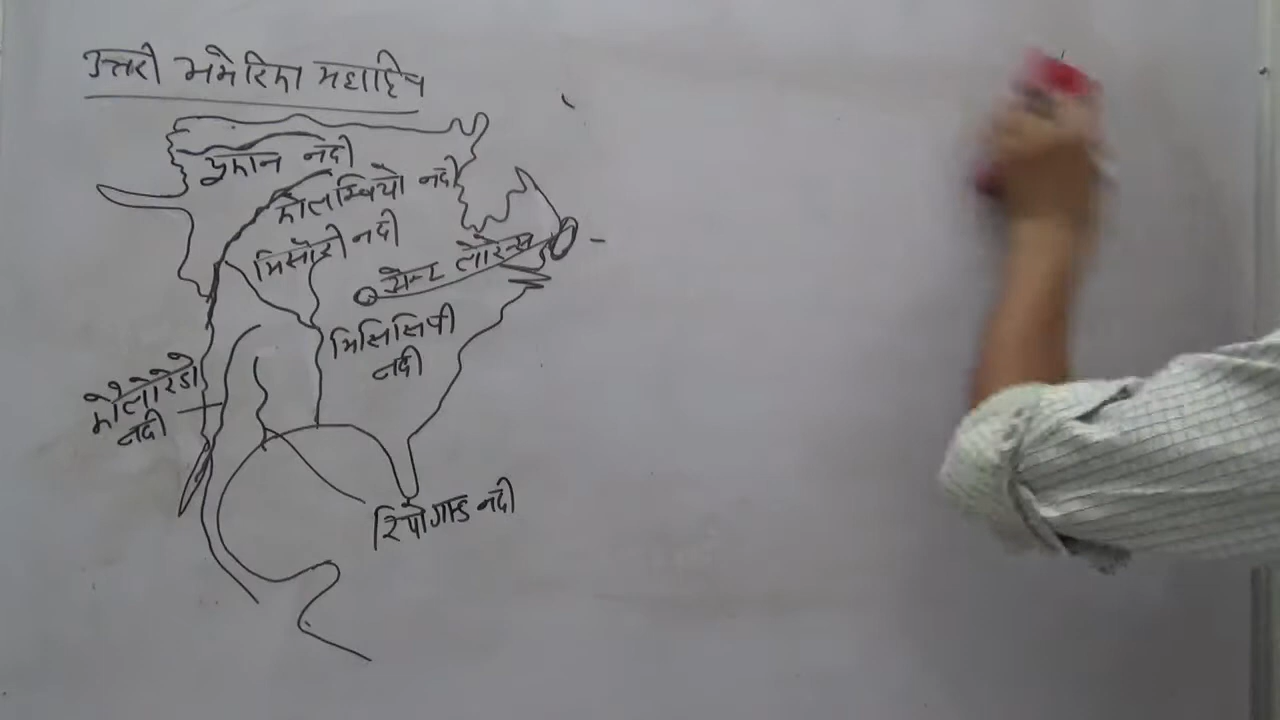 उत्तरी अमेरिका महाद्विप
युकान नदी
कोलम्बियो नदी
मिसोरी नदी
सेन्ट लोरेन्स
मिसिसिपी
नदी
कोलोरेडो
नदी
रियोगान्ड नदी